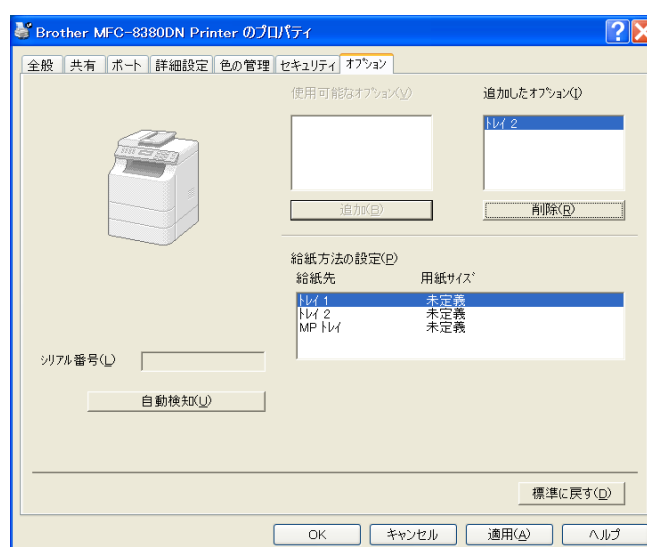 Brother MFC-8380DN Printer のプロパティ
全般 共有 ポート 詳細設定 色の管理 セキュリティ オプション
使用可能なオプション(V)
追加(B)
追加したオプション(I)
トレイ 2
削除(R)
給紙方法の設定(P)
給紙先 用紙サイズ
トレイ 1 未定義
トレイ 2 未定義
MP トレイ 未定義
シリアル番号(L)
自動検知(U)
標準に戻す(D)
OK キャンセル 適用(A) ヘルプ